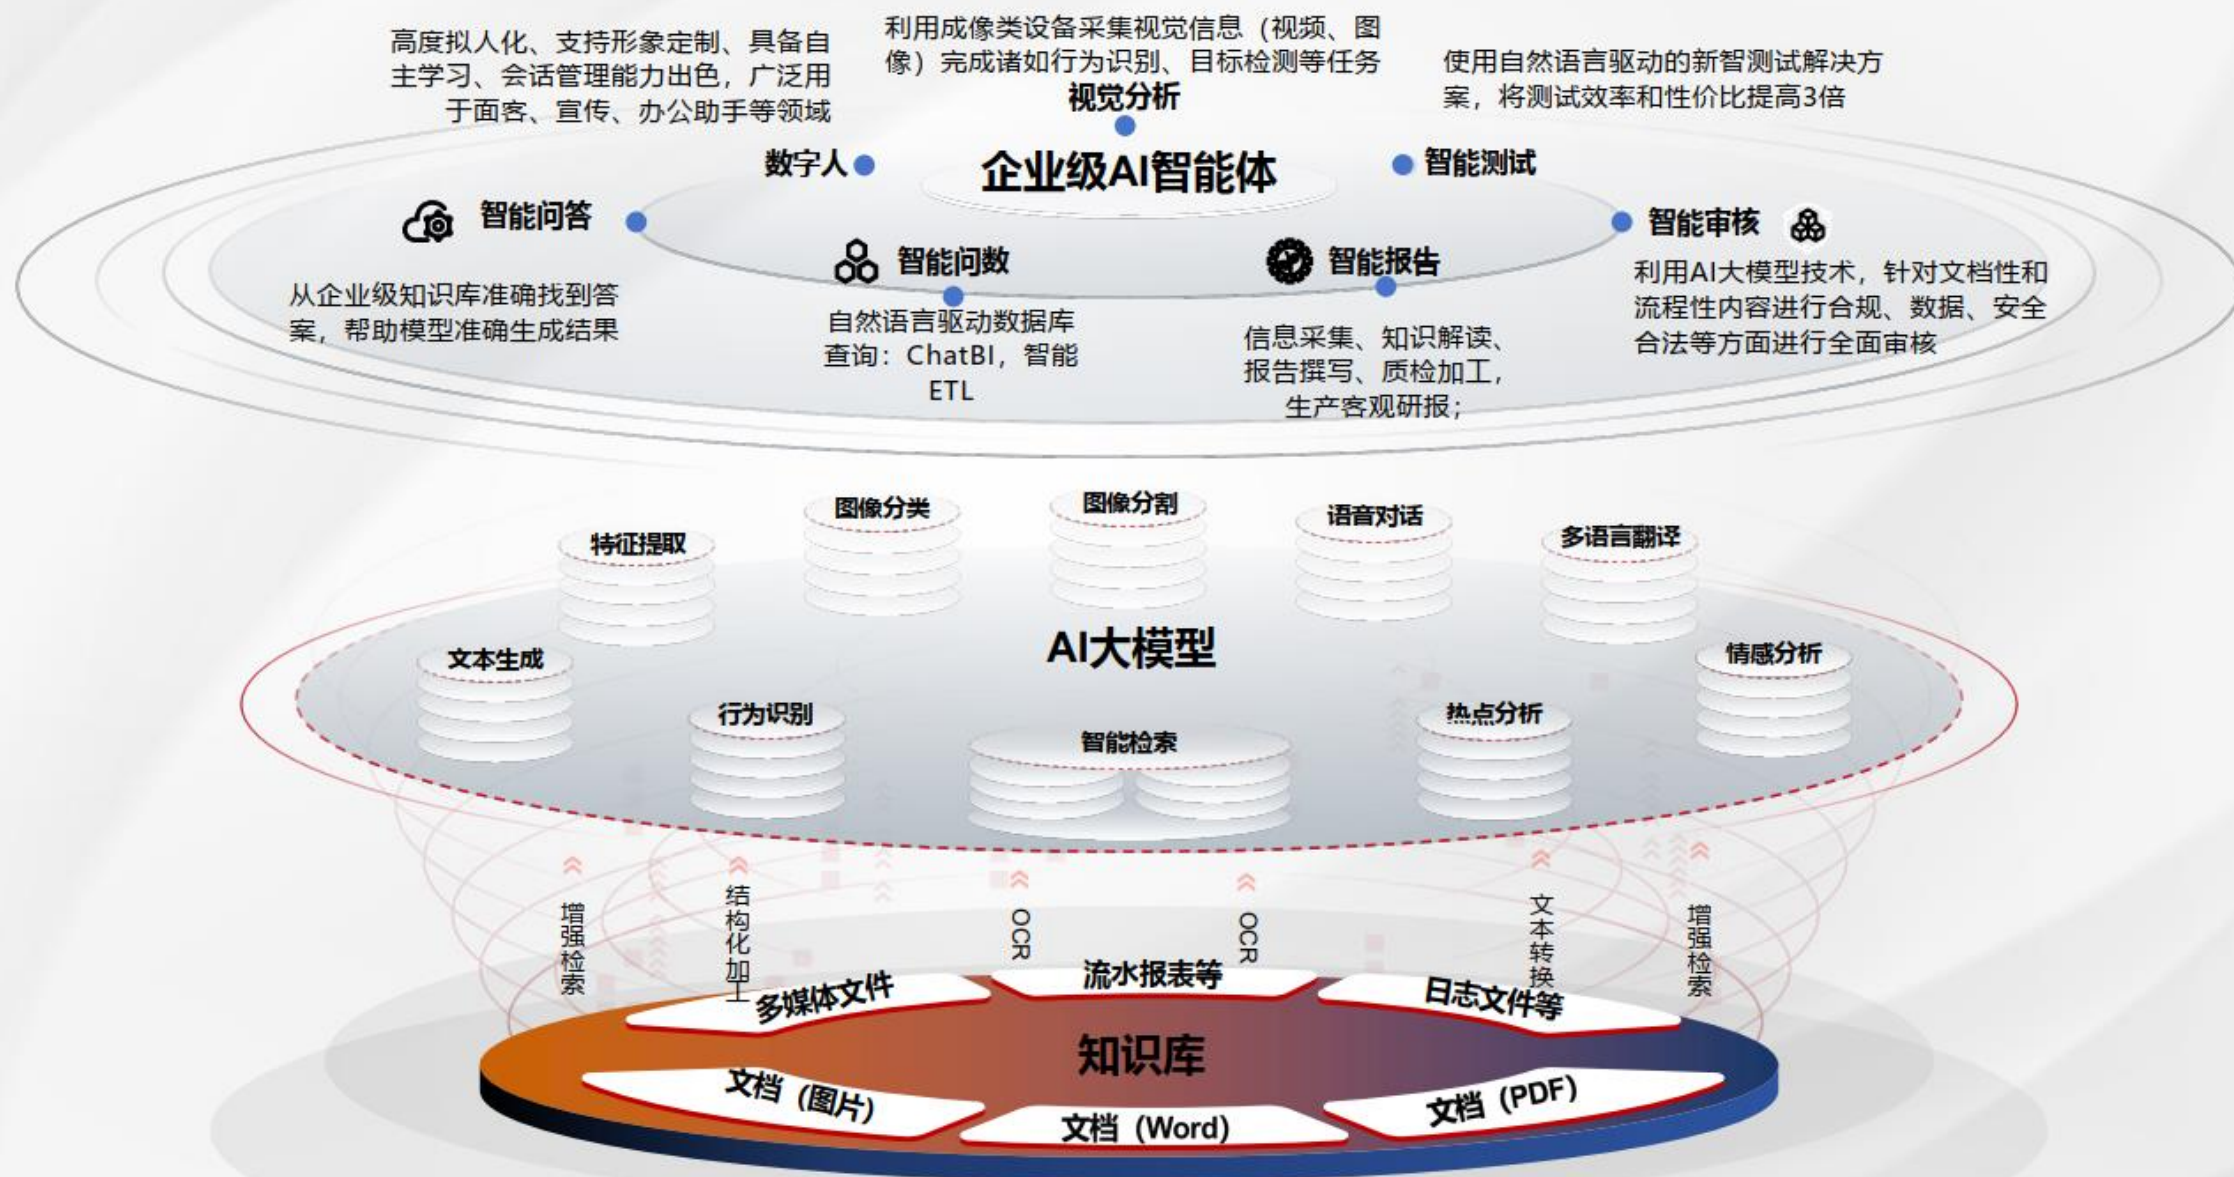 高度拟人化、支持形象定制、具备自
主学习、会话管理能力出色，广泛用
于面客、宣传、办公助手等领域
利用成像类设备采集视觉信息（视频、图
像）完成诸如行为识别、目标检测等任务
使用自然语言驱动的新智测试解决方
案，将测试效率和性价比提高3倍
视觉分析
数字人
企业级AI智能体
智能测试
智能问答
从企业级知识库准确找到答
案，帮助模型准确生成结果
智能问数
自然语言驱动数据库
查询：ChatBI，智能
ETL
智能报告
信息采集、知识解读、
报告撰写、质检加工，
生产客观研报；
智能审核
利用AI大模型技术，针对文档性和
流程性内容进行合规、数据、安全
合法等方面进行全面审核
特征提取
图像分类
图像分割
语音对话
多语言翻译
AI大模型
文本生成
情感分析
行为识别
智能检索
热点分析
增强检索
结构化加工
OCR
OCR
文本转换
增强检索
多媒体文件
流水报表等
日志文件等
知识库
文档（图片）
文档（Word）
文档（PDF）